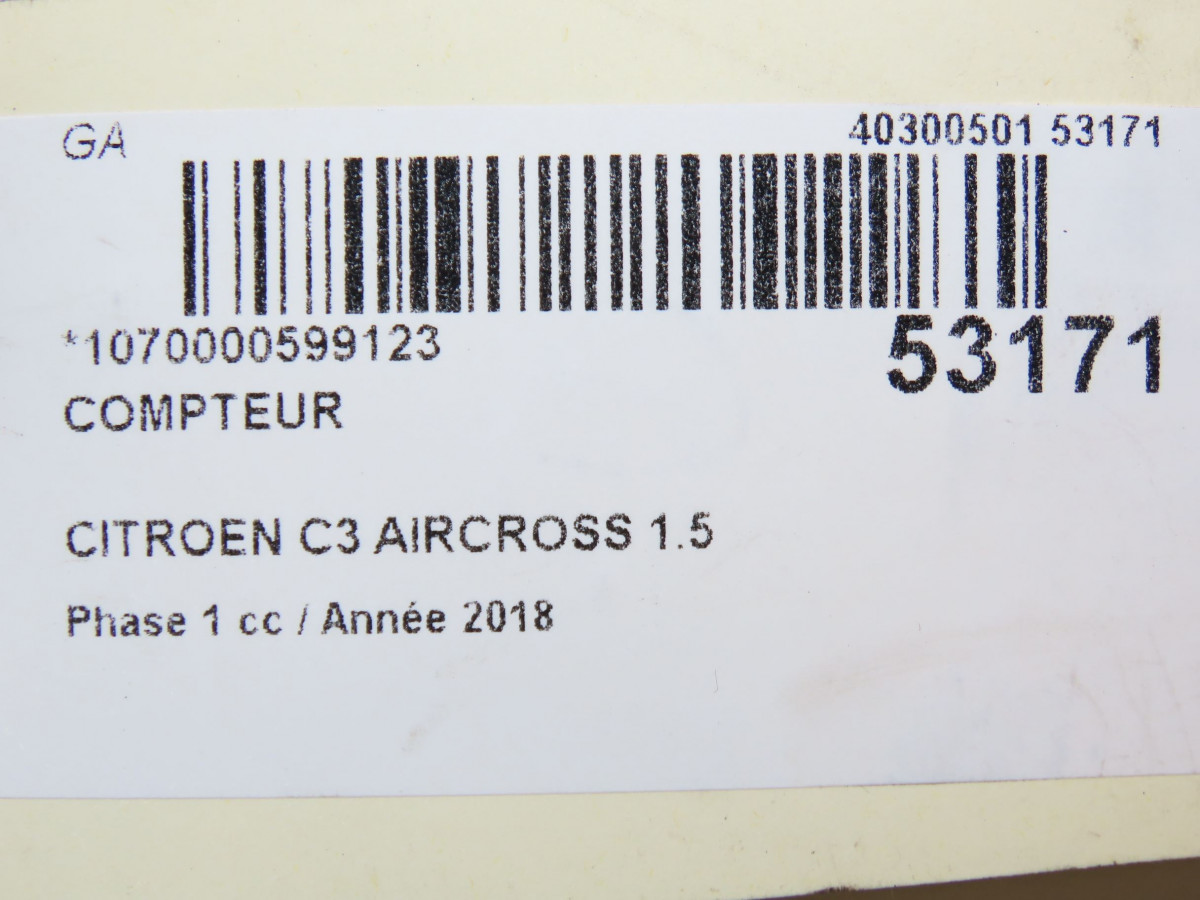 GA
40300501 53171
*1070000599123
53171
COMPTEUR
CITROEN C3 AIRCROSS 1.5
Phase 1 cc / Année 2018